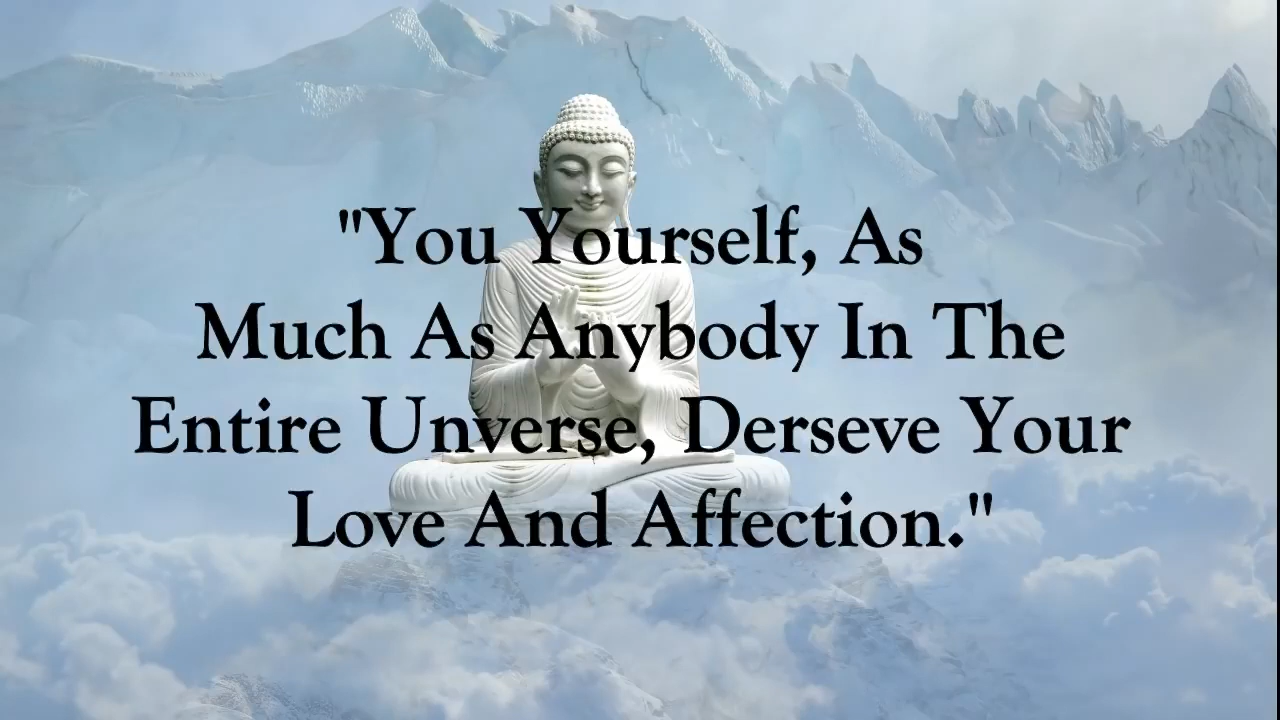 "You Yourself, As
Much As Anybody In The
Entire Unverse, Derseve Your
Love And Affection."